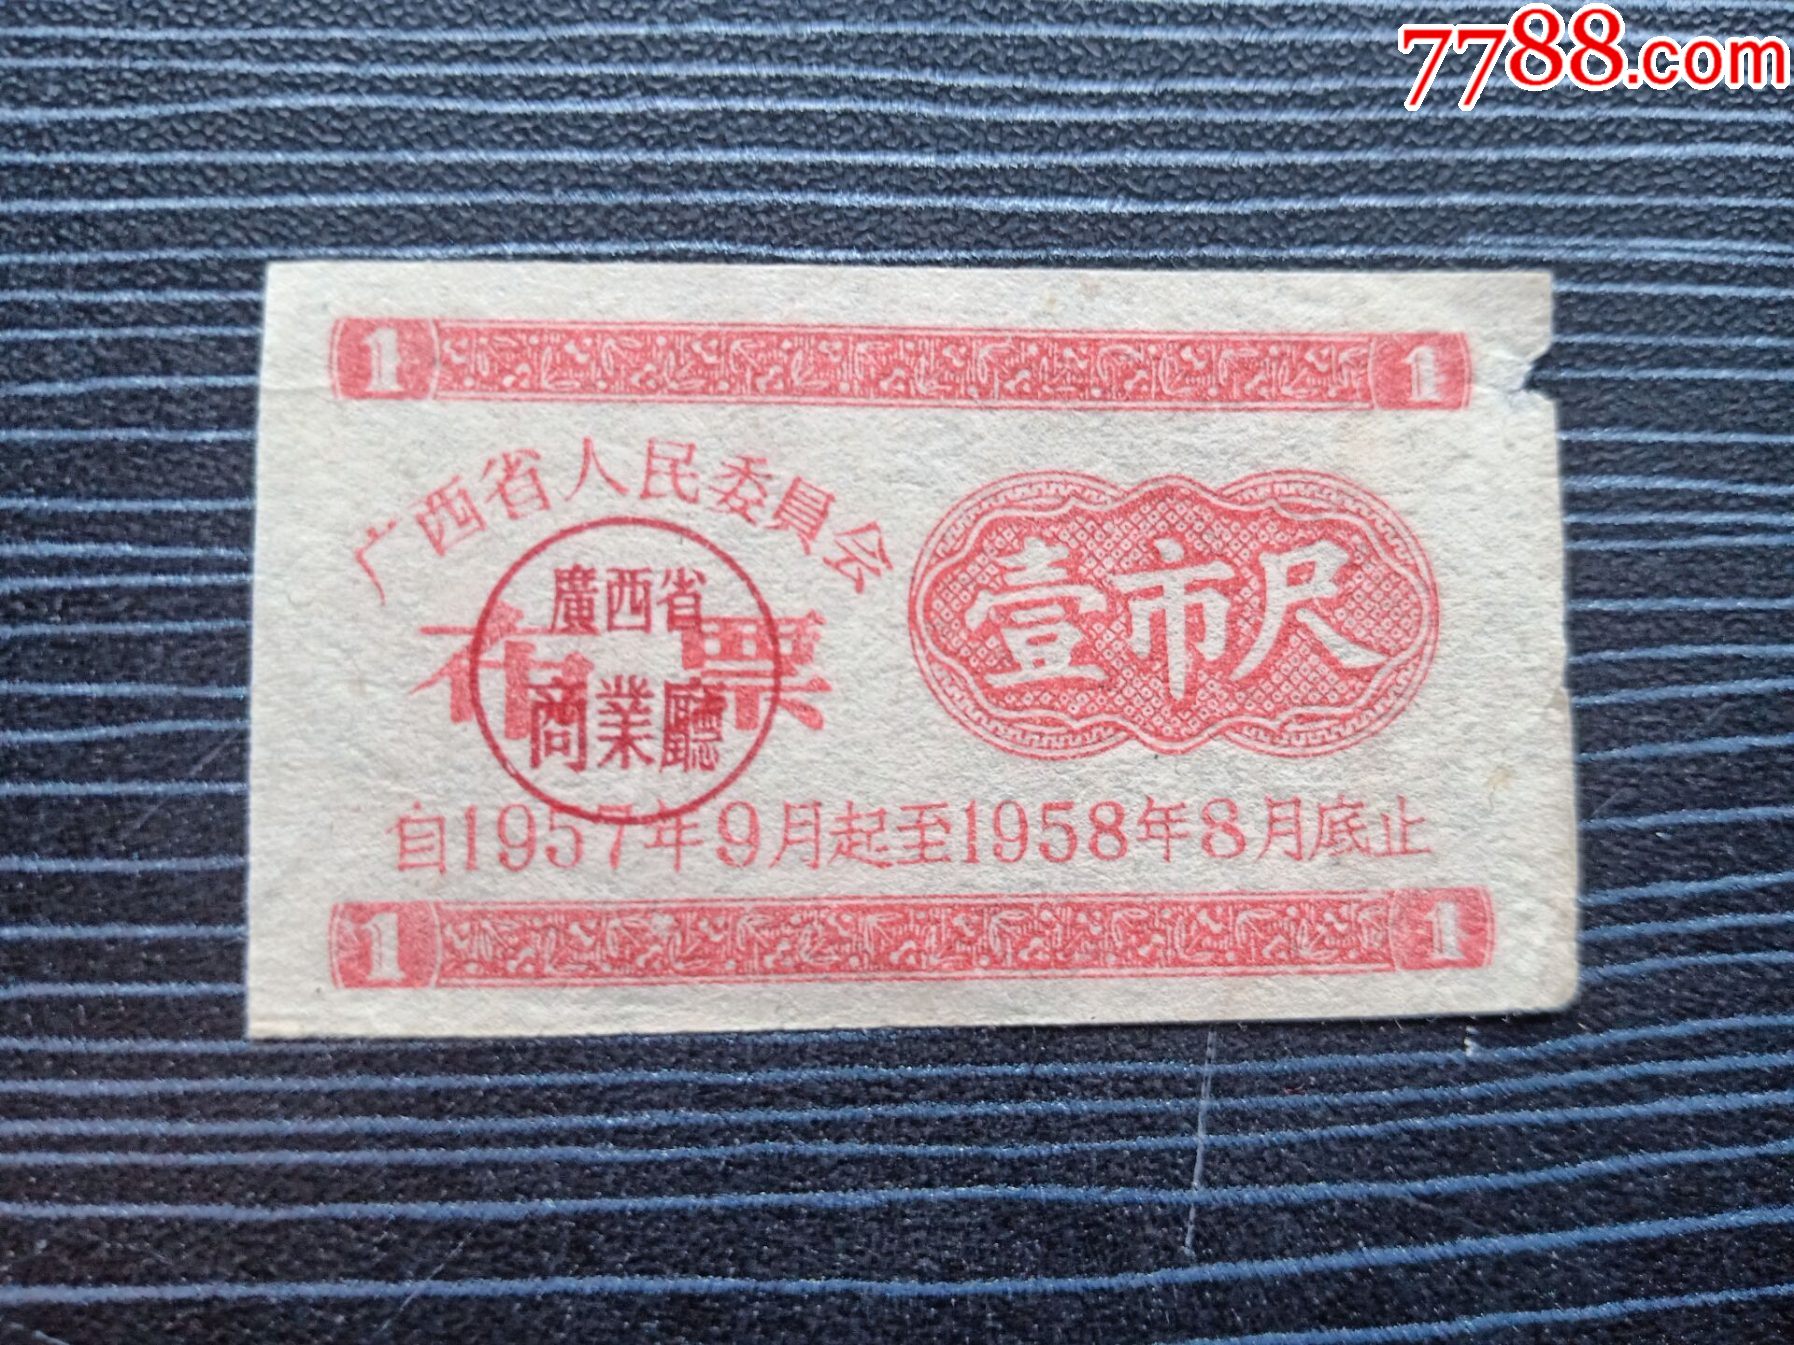 7788.com
1 1
广西省人民委員会
布票
廣西省
商業廳
壹市尺
自1957年9月起至1958年8月底止
1 1